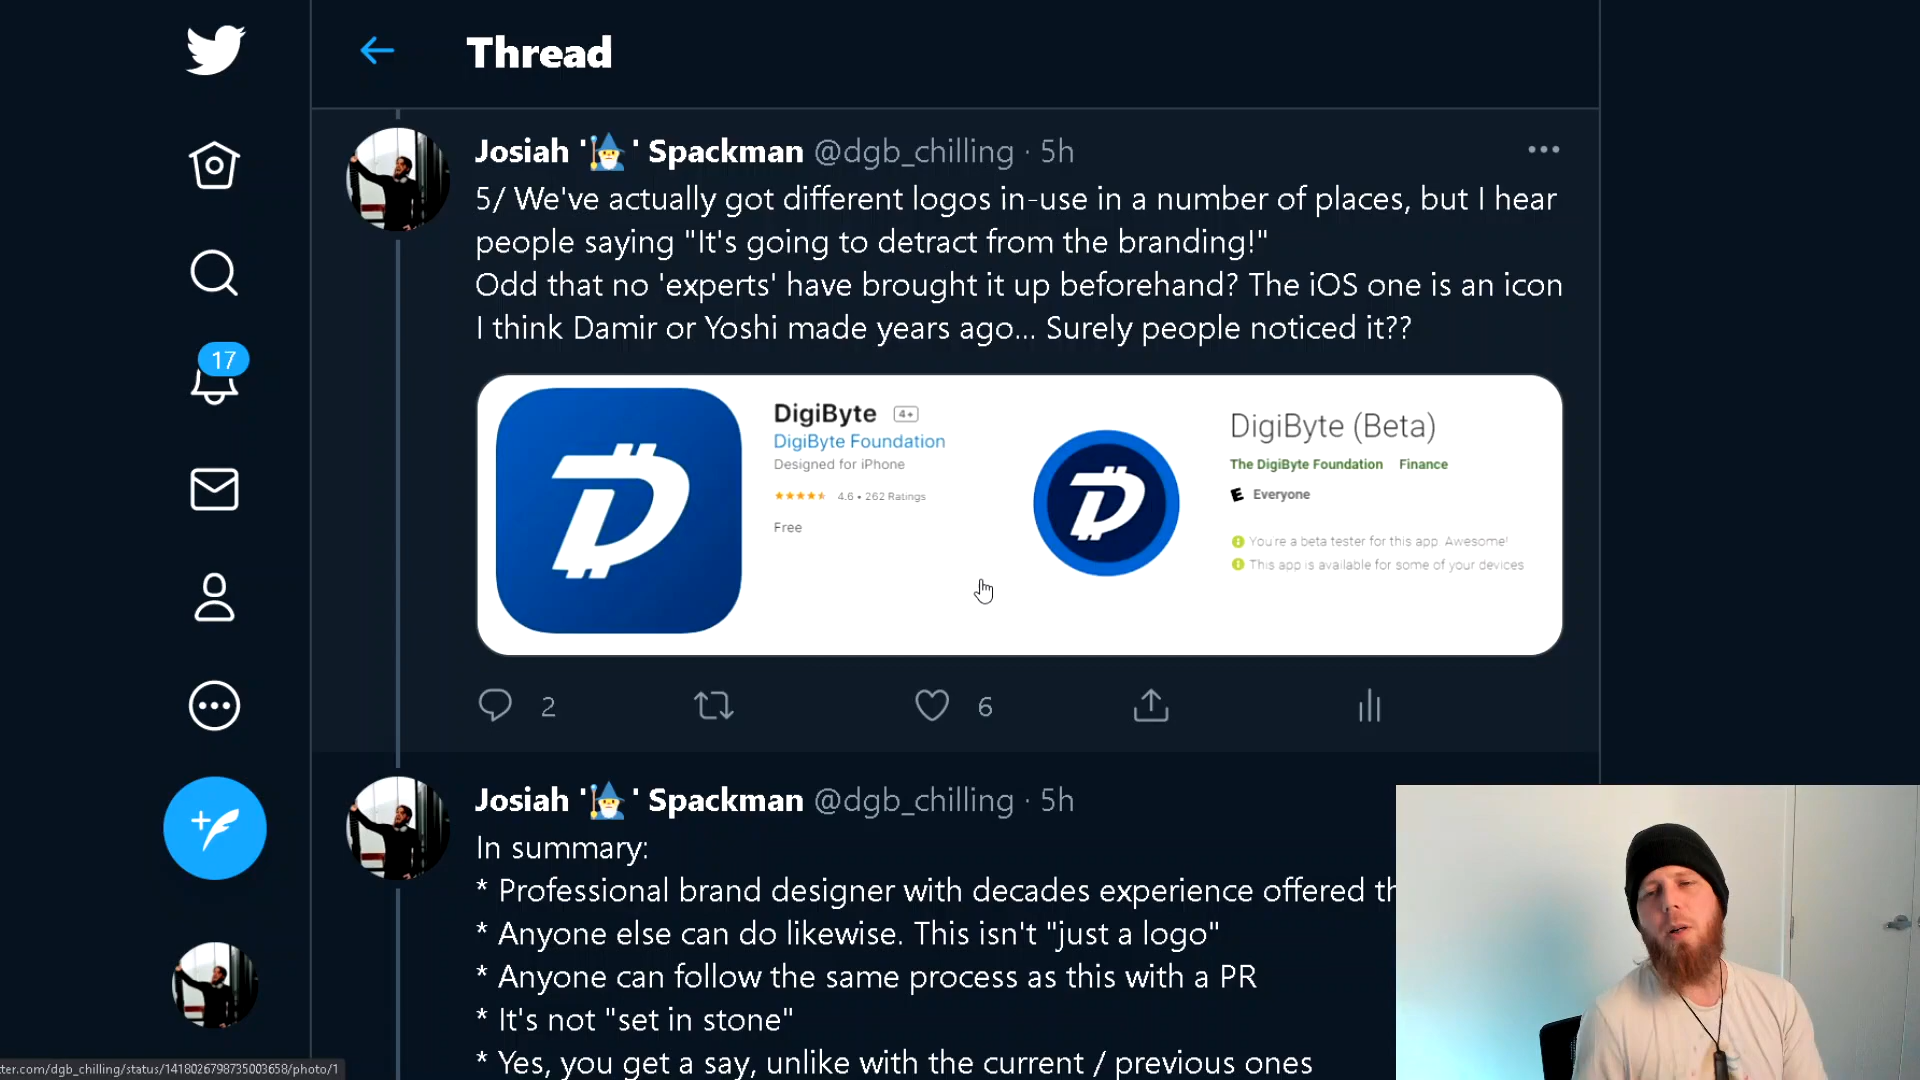 Thread
Josiah '🧙' Spackman @dgb_chilling · 5h
5/ We've actually got different logos in-use in a number of places, but I hear
people saying "It's going to detract from the branding!"
Odd that no 'experts' have brought it up beforehand? The iOS one is an icon
I think Damir or Yoshi made years ago... Surely people noticed it??
17
DigiByte 4+
DigiByte Foundation
Designed for iPhone
4.6 • 262 Ratings
Free
DigiByte (Beta)
The DigiByte Foundation Finance
E Everyone
You're a beta tester for this app. Awesome!
This app is available for some of your devices
2
6
Josiah '🧙' Spackman @dgb_chilling · 5h
In summary:
* Professional brand designer with decades experience offered th
* Anyone else can do likewise. This isn't "just a logo"
* Anyone can follow the same process as this with a PR
* It's not "set in stone"
* Yes, you get a say, unlike with the current / previous ones
tter.com/dgb_chilling/status/1418026798735003658/photo/1